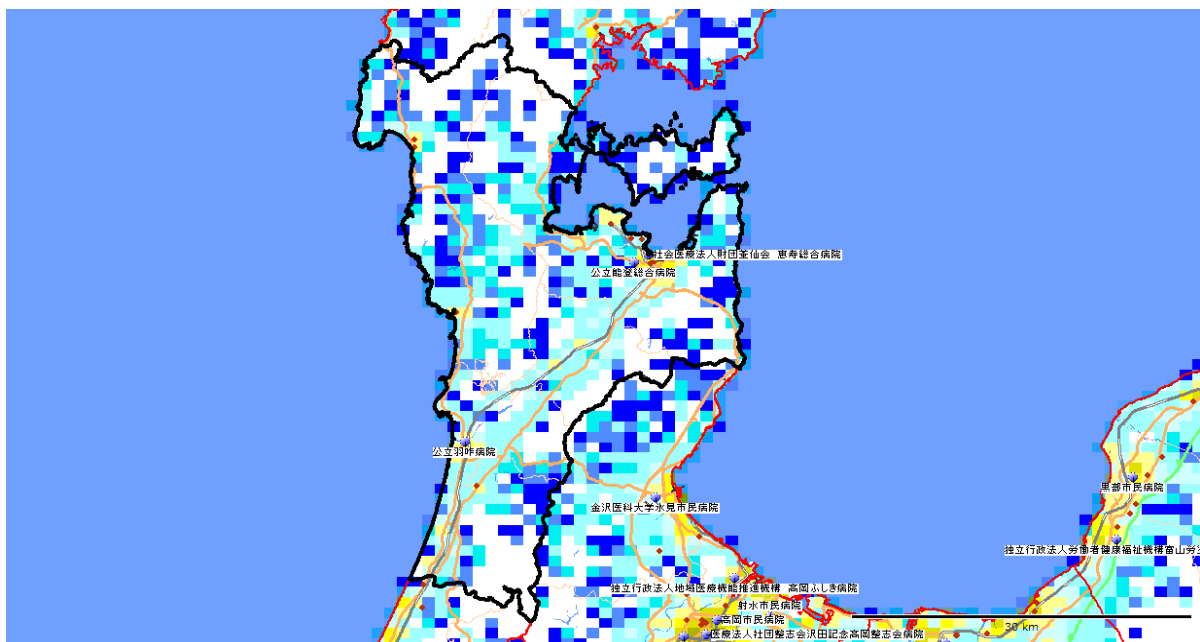 社会医療法人財団董仙会 恵寿総合病院
公立能登総合病院
公立羽咋病院
金沢医科大学氷見市民病院
黒部市民病院
独立行政法人労働者健康福祉機構富山労災
独立行政法人地域医療機能推進機構 高岡ふしき病院
射水市民病院
30 km
高岡市民病院
医療法人社団整志会沢田記念高岡整志会病院